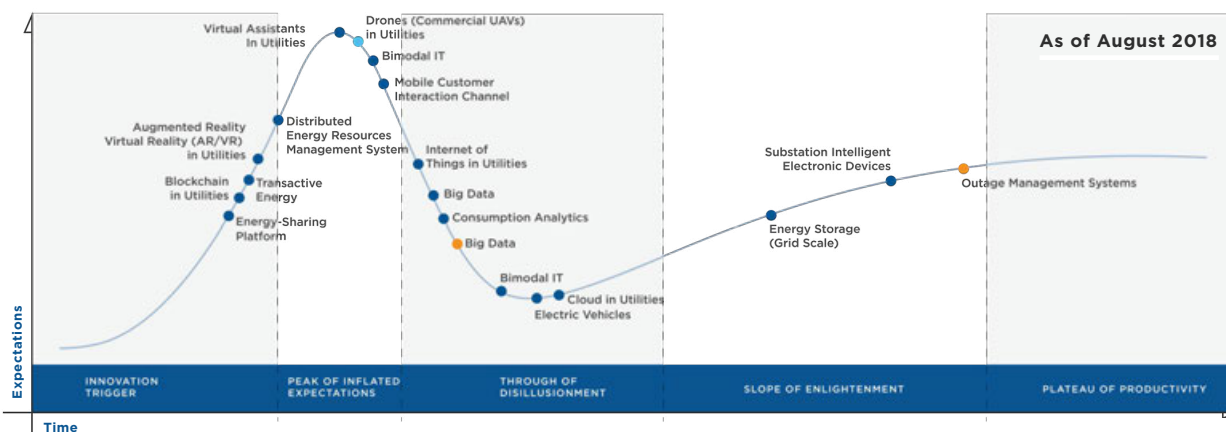 As of August 2018
Virtual Assistants
In Utilities
Drones (Commercial UAVs)
in Utilities
Bimodal IT
Mobile Customer
Interaction Channel
Distributed
Energy Resources
Management System
Augmented Reality
Virtual Reality (AR/VR)
in Utilities
Blockchain
in Utilities
Transactive
Energy
Energy-Sharing
Platform
Internet of
Things in Utilities
Big Data
Consumption Analytics
Big Data
Bimodal IT
Cloud in Utilities
Electric Vehicles
Substation Intelligent
Electronic Devices
Outage Management Systems
Energy Storage
(Grid Scale)
Expectations
INNOVATION
TRIGGER
PEAK OF INFLATED
EXPECTATIONS
THROUGH OF
DISILLUSIONMENT
SLOPE OF ENLIGHTENMENT
PLATEAU OF PRODUCTIVITY
Time